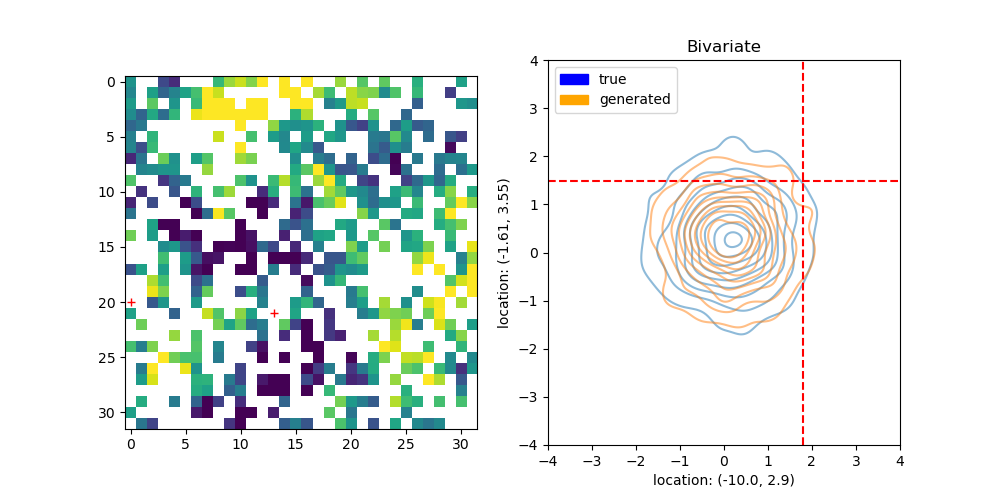 0
5
10
15
20
25
30
0 5 10 15 20 25 30
Bivariate
true
generated
location: (-1.61, 3.55)
4
3
2
1
0
−1
−2
−3
−4
−4 −3 −2 −1 0 1 2 3 4
location: (-10.0, 2.9)